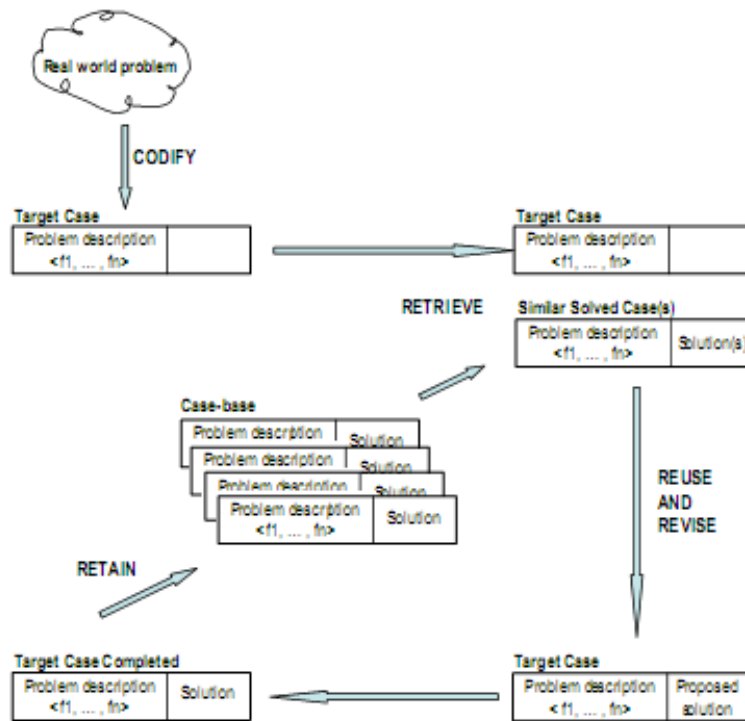 Real world problem
CODIFY
Target Case
Problem description
<f1, ... , fn>
Target Case
Problem description
<f1, ... , fn>
RETRIEVE
Similar Solved Case(s)
Problem description
<f1, ... , fn>
Solution(s)
Case-base
Problem description
Solution
Problem description
Solution
Problem description
Solution
Problem description
<f1, ... , fn>
Solution
REUSE
AND
REVISE
RETAIN
Target Case Completed
Problem description
<f1, ... , fn>
Solution
Target Case
Problem description
<f1, ... , fn>
Proposed
solution